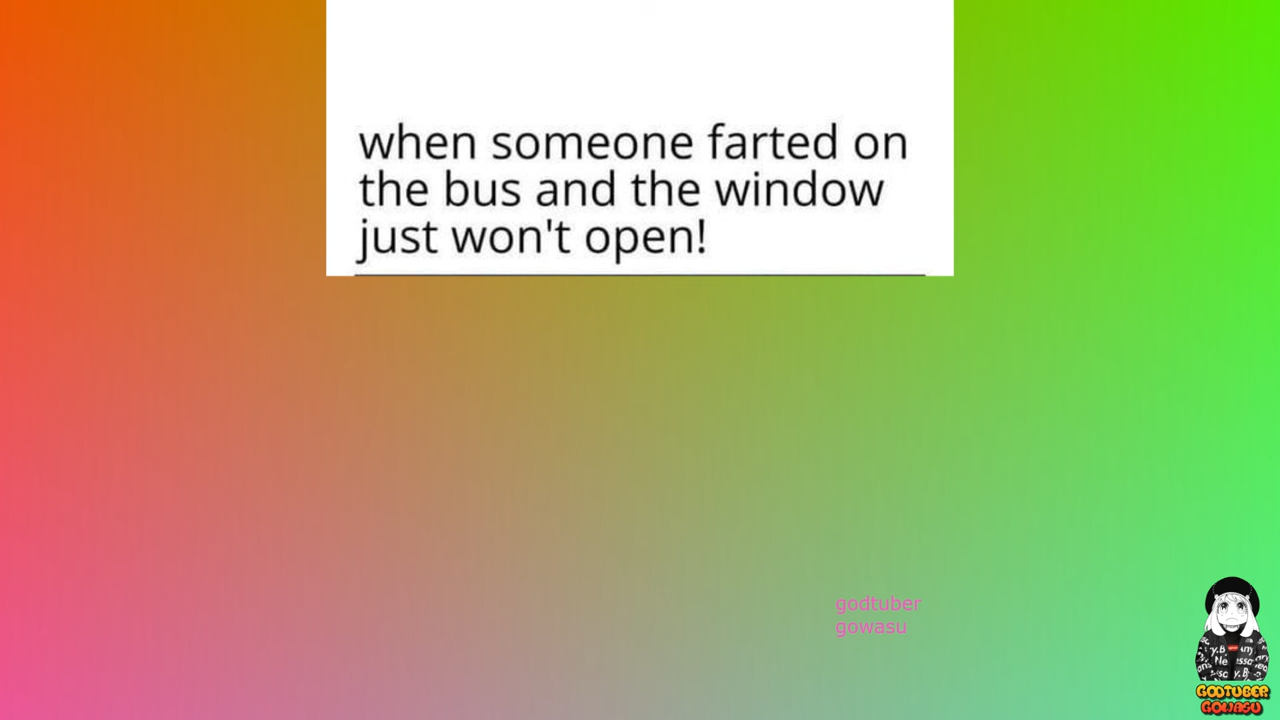 when someone farted on
the bus and the window
just won't open!
godtuber
gowasu
GODTUBER
GOWASU